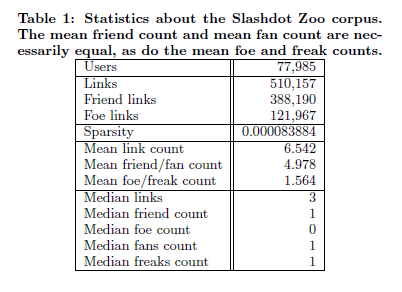 Table 1: Statistics about the Slashdot Zoo corpus.
The mean friend count and mean fan count are nec-
essarily equal, as do the mean foe and freak counts.
Users 77,985
Links 510,157
Friend links 388,190
Foe links 121,967
Sparsity 0.000083884
Mean link count 6.542
Mean friend/fan count 4.978
Mean foe/freak count 1.564
Median links 3
Median friend count 1
Median foe count 0
Median fans count 1
Median freaks count 1